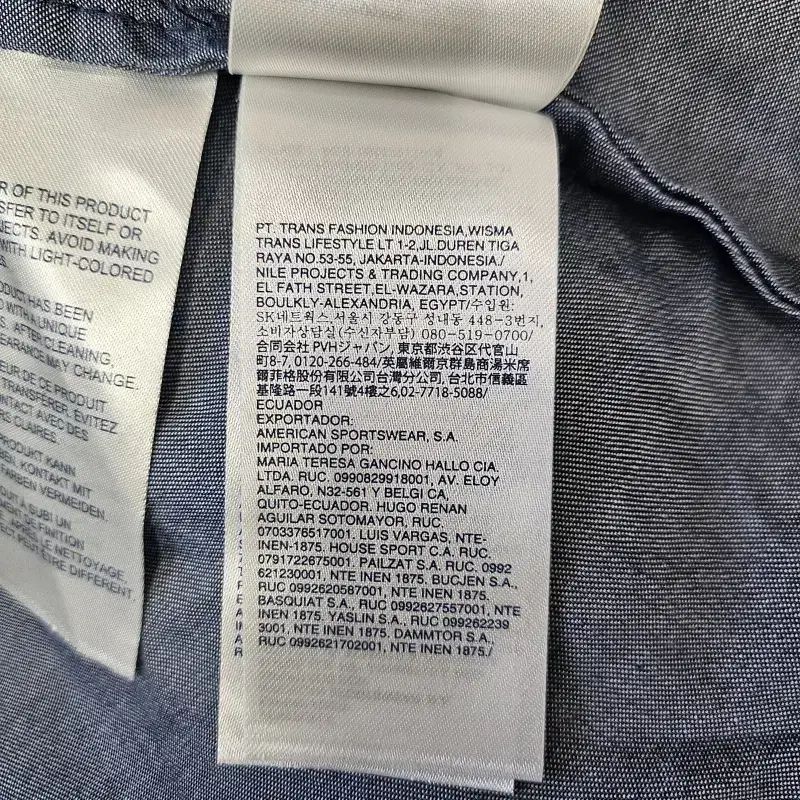 R OF THIS PRODUCT
SFER TO ITSELF OR
JECTS. AVOID MAKING
WITH LIGHT-COLORED
HAS BEEN
WITH A UNIQUE
AFTER CLEANING,
MAY CHANGE.
EUR DE CE PRODUIT
TRANSFERER. EVITEZ
CONTACT AVEC DES
PRODUKT KANN
KONTAKT MIT
FARBEN VERMEIDEN.
A SUBI UN
DE FINITION
LE NETTOYAGE,
PEUT ÊTRE DIFFÉRENT
PT. TRANS FASHION INDONESIA,WISMA
TRANS LIFESTYLE LT 1-2,JL.DUREN TIGA
RAYA NO.53-55, JAKARTA-INDONESIA./
NILE PROJECTS & TRADING COMPANY,1,
EL FATH STREET,EL-WAZARA,STATION,
BOULKLY-ALEXANDRIA, EGYPT/수입원:
SK네트웍스,서울시 강동구 성내동 448-3번지,
소비자상담실(수신자부담) 080-519-0700/
合同会社 PVHジャパン, 東京都渋谷区代官山
町8-7, 0120-266-484/英屬維爾京群島商湯米席
爾菲格股份有限公司台灣分公司, 台北市信義區
基隆路一段141號4樓之6,02-7718-5088/
ECUADOR
EXPORTADOR:
AMERICAN SPORTSWEAR, S.A.
IMPORTADO POR:
MARIA TERESA GANCINO HALLO CIA.
LTDA. RUC: 0990829918001, AV. ELOY
ALFARO, N32-561 Y BELGI CA,
QUITO-ECUADOR. HUGO RENAN
AGUILAR SOTOMAYOR, RUC.
0703376517001. LUIS VARGAS, NTE-
INEN-1875. HOUSE SPORT C.A. RUC.
0791722675001. PAILZAT S.A. RUC. 0992
621230001, NTE INEN 1875. BUCJEN S.A.,
RUC 0992620587001, NTE INEN 1875.
BASQUIAT S.A., RUC 0992627557001, NTE
INEN 1875. YASLIN S.A., RUC 099262239
3001, NTE INEN 1875. DAMMTOR S.A.,
RUC 0992621702001, NTE INEN 1875./